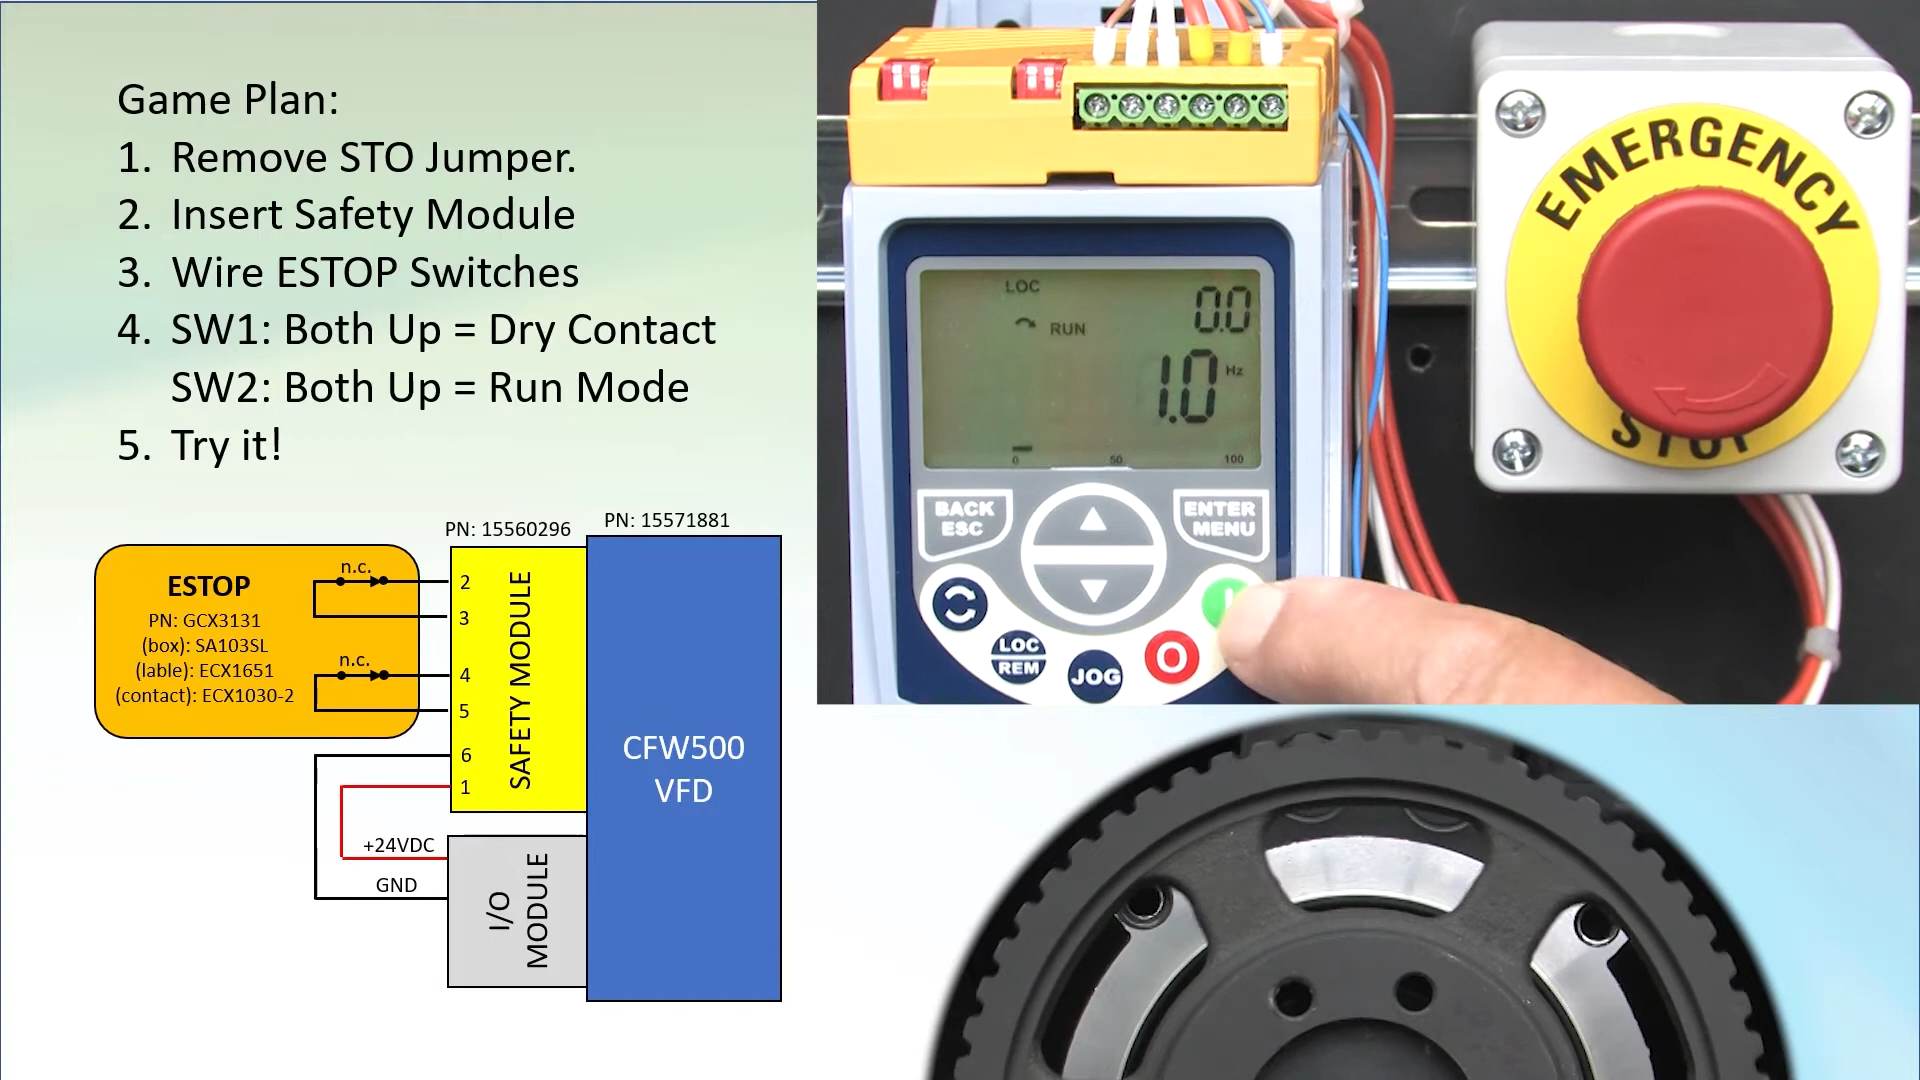 Game Plan:
1. Remove STO Jumper.
2. Insert Safety Module
3. Wire ESTOP Switches
4. SW1: Both Up = Dry Contact
SW2: Both Up = Run Mode
5. Try it!
PN: 15560296
PN: 15571881
ESTOP
PN: GCX3131
(box): SA103SL
(lable): ECX1651
(contact): ECX1030-2
n.c.
n.c.
2
3
4
5
6
1
SAFETY MODULE
CFW500
VFD
+24VDC
GND
I/O
MODULE
LOC
0.0
RUN
1.0 Hz
0 50 100
BACK
ESC
ENTER
MENU
LOC
REM
JOG
EMERGENCY
STOP